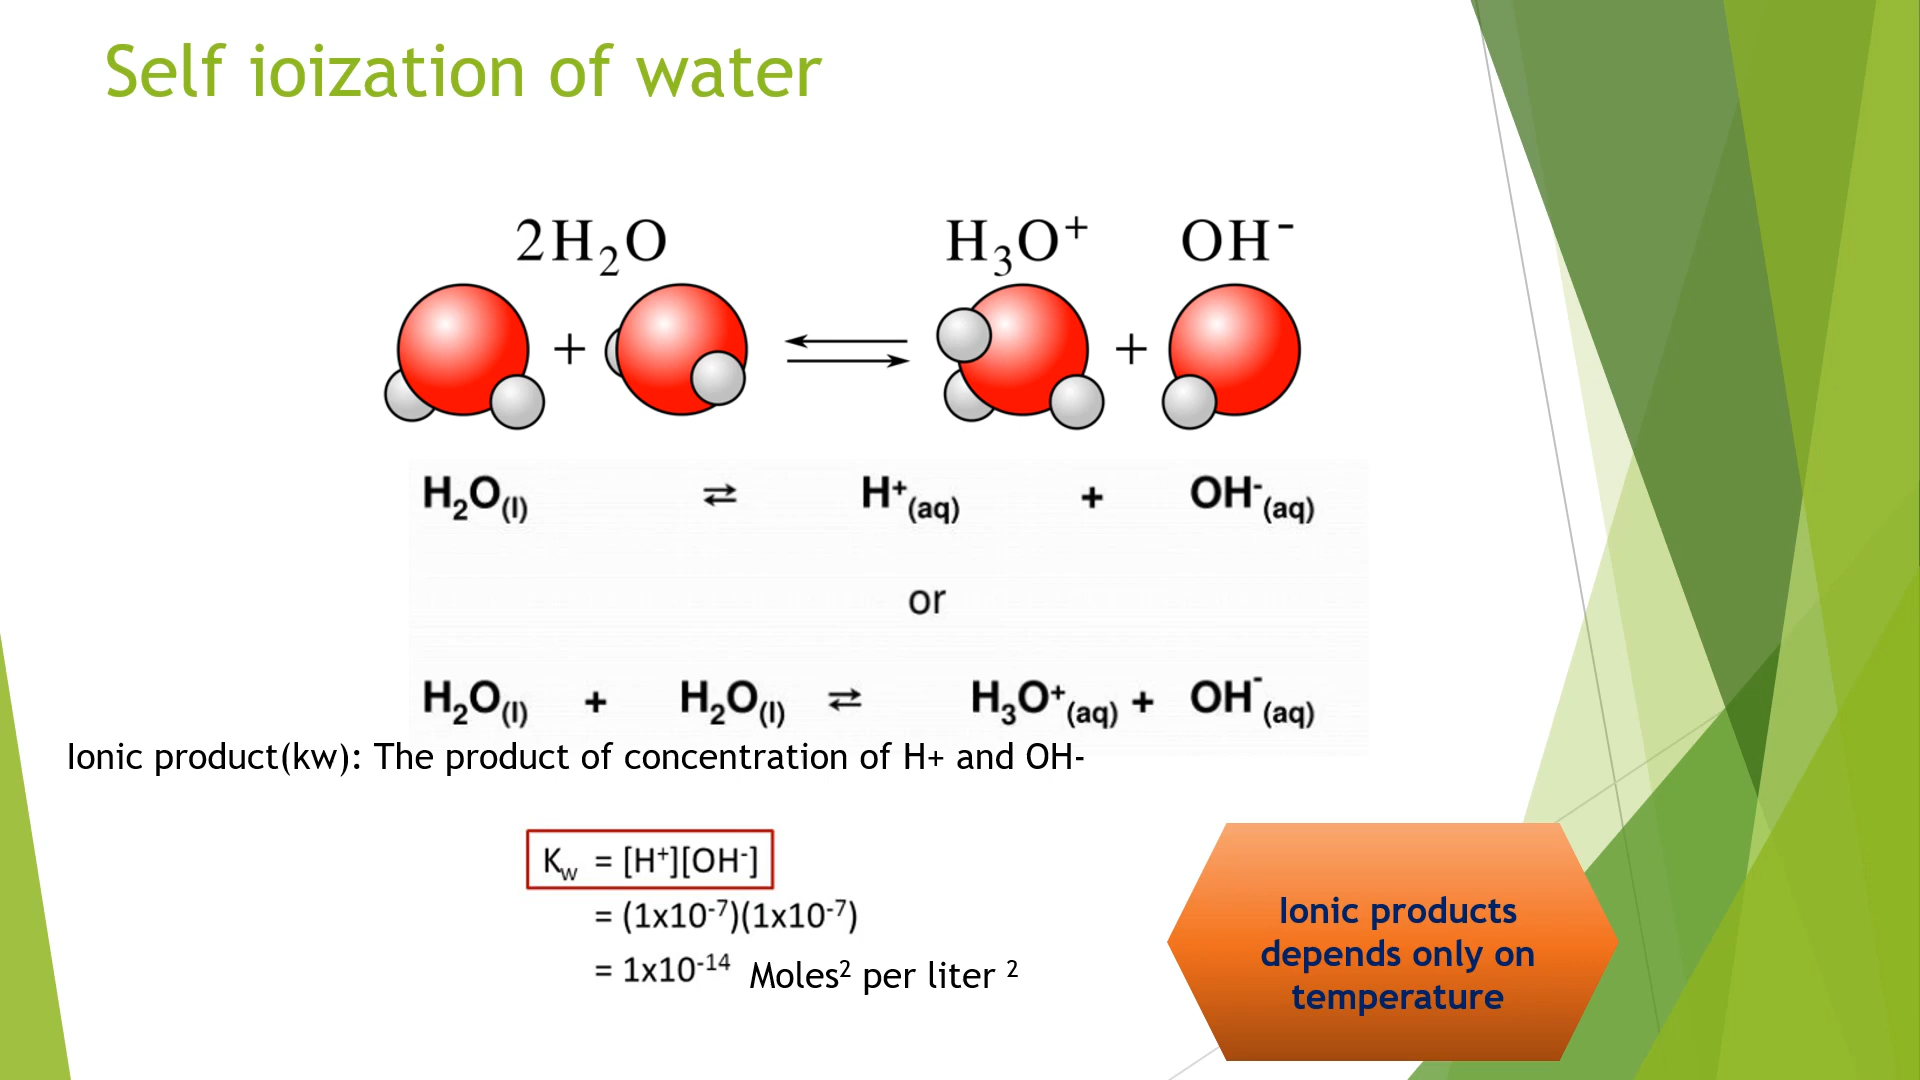 Self ioization of water
2H₂O H₃O⁺ OH⁻
+ ⇌ +
H₂O(l) ⇄ H⁺(aq) + OH⁻(aq)
or
H₂O(l) + H₂O(l) ⇄ H₃O⁺(aq) + OH⁻(aq)
Ionic product(kw): The product of concentration of H+ and OH-
Kw = [H⁺][OH⁻]
= (1x10⁻⁷)(1x10⁻⁷)
= 1x10⁻¹⁴ Moles² per liter ²
Ionic products
depends only on
temperature